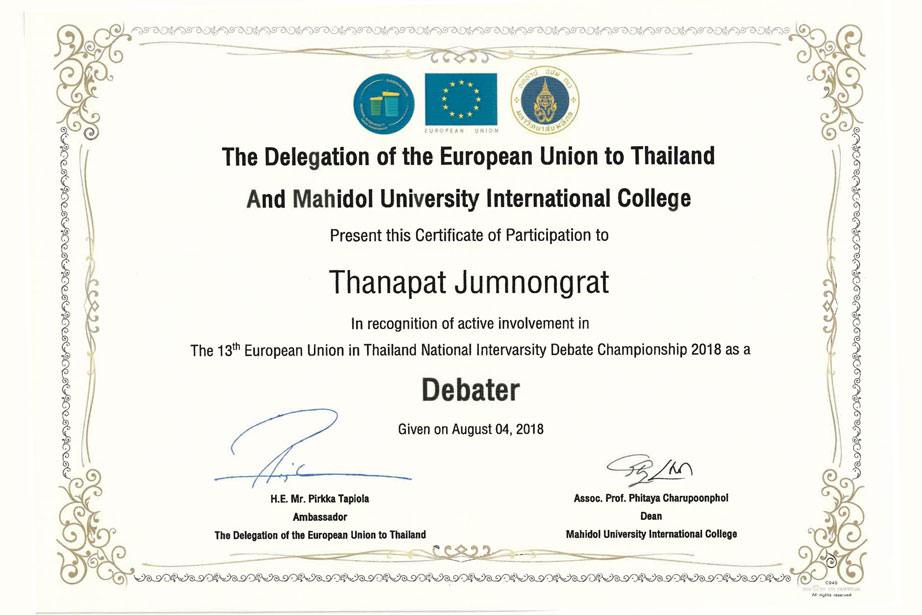 EUROPEAN UNION
The Delegation of the European Union to Thailand
And Mahidol University International College
Present this Certificate of Participation to
Thanapat Jumnongrat
In recognition of active involvement in
The 13th European Union in Thailand National Intervarsity Debate Championship 2018 as a
Debater
Given on August 04, 2018
H.E. Mr. Pirkka Tapiola
Ambassador
The Delegation of the European Union to Thailand
Assoc. Prof. Phitaya Charupoonphol
Dean
Mahidol University International College
C040
All rights reserved